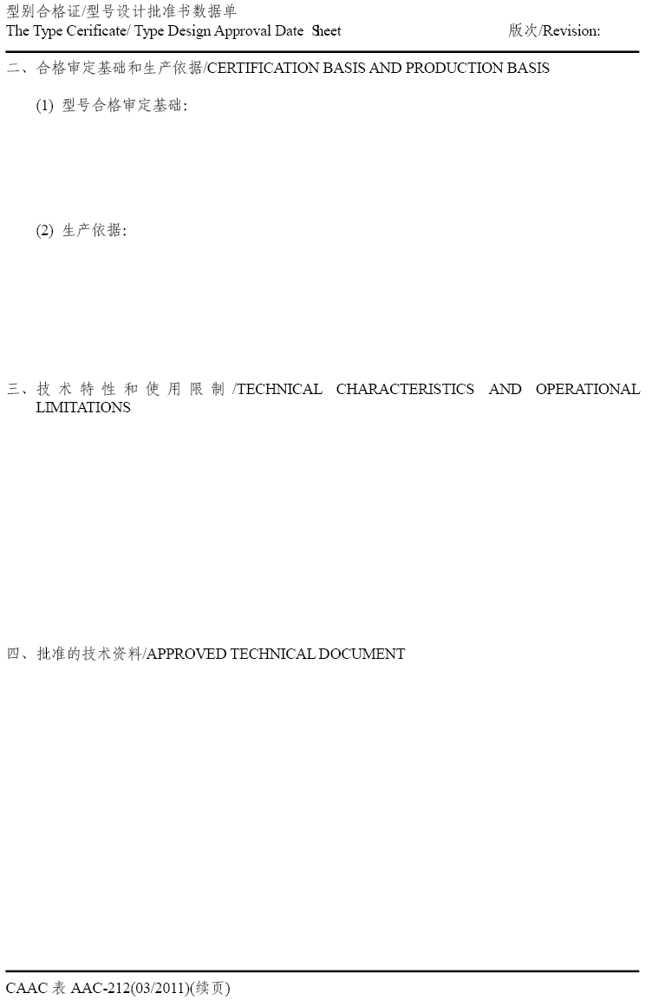 型别合格证/型号设计批准书数据单
The Type Cerificate/ Type Design Approval Date Sheet 版次/Revision:
二、合格审定基础和生产依据/CERTIFICATION BASIS AND PRODUCTION BASIS
(1) 型号合格审定基础:
(2) 生产依据:
三、技术特性和使用限制/TECHNICAL CHARACTERISTICS AND OPERATIONAL
LIMITATIONS
四、批准的技术资料/APPROVED TECHNICAL DOCUMENT
CAAC 表 AAC-212(03/2011)(续页)